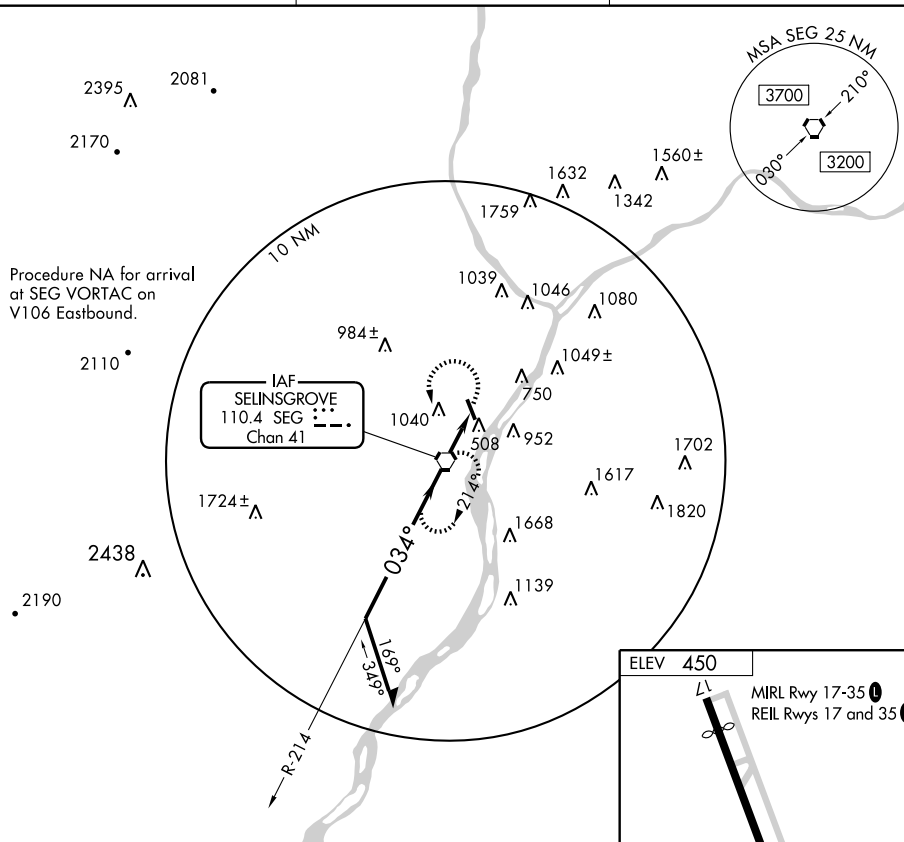 MSA SEG 25 NM
3700
210°
030°
3200
2395
2081
2170
1560±
1632
1342
1759
10 NM
Procedure NA for arrival
at SEG VORTAC on
V106 Eastbound.
1039
1046
1080
984±
2110
1049±
750
IAF
SELINSGROVE
110.4 SEG
Chan 41
1040
508
952
1702
1617
1820
214°
1724±
1668
034°
2438
1139
2190
169°
349°
R-214
ELEV 450
17
MIRL Rwy 17-35 L
REIL Rwys 17 and 35